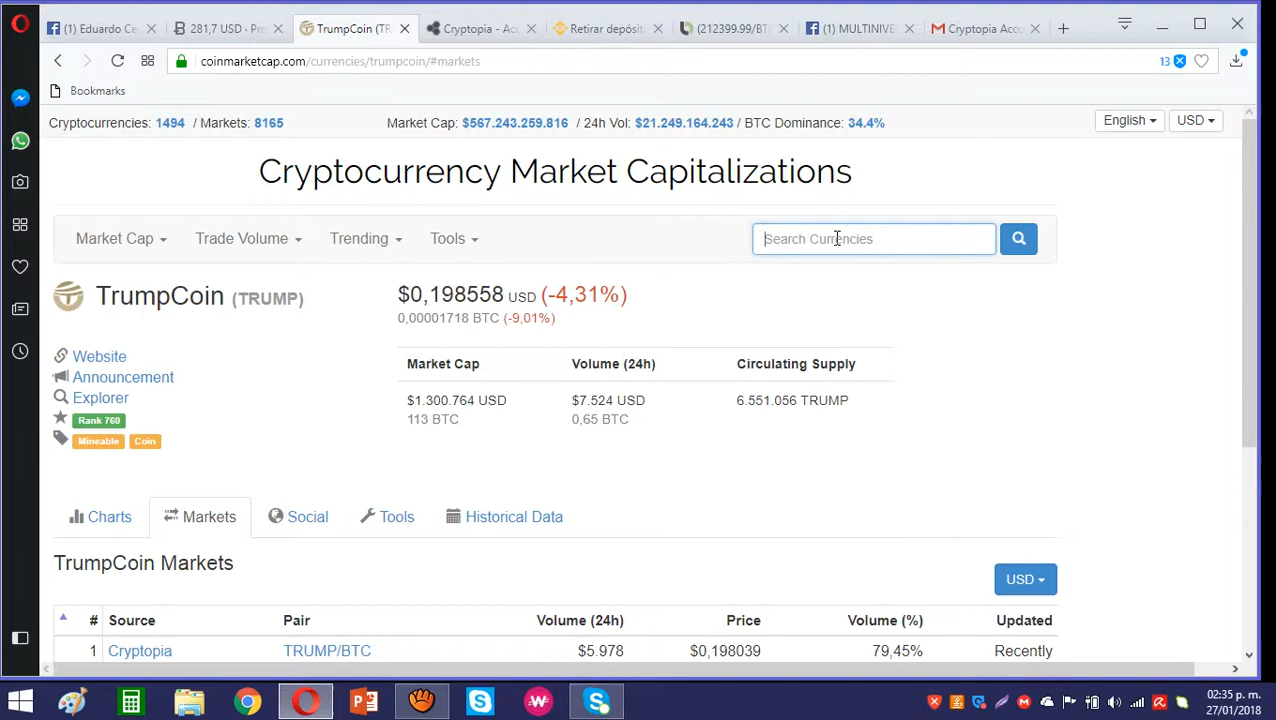 (1) Eduardo Ce
281,7 USD - Pre
TrumpCoin (TR
Cryptopia - Acc
Retirar depósit
(212399.99/BT
(1) MULTINIVE
Cryptopia Acco
coinmarketcap.com/currencies/trumpcoin/#markets
13
Bookmarks
Cryptocurrencies: 1494 / Markets: 8165
Market Cap: $567.243.259.816 / 24h Vol: $21.249.164.243 / BTC Dominance: 34.4%
English
USD
Cryptocurrency Market Capitalizations
Market Cap
Trade Volume
Trending
Tools
Search Currencies
TrumpCoin (TRUMP)
$0,198558 USD (-4,31%)
0,00001718 BTC (-9,01%)
Website
Announcement
Explorer
Rank 760
Mineable
Coin
Market Cap
Volume (24h)
Circulating Supply
$1.300.764 USD
$7.524 USD
6.551.056 TRUMP
113 BTC
0,65 BTC
Charts
Markets
Social
Tools
Historical Data
TrumpCoin Markets
USD
# Source Pair Volume (24h) Price Volume (%) Updated
1 Cryptopia TRUMP/BTC $5.978 $0,198039 79,45% Recently
02:35 p. m.
27/01/2018